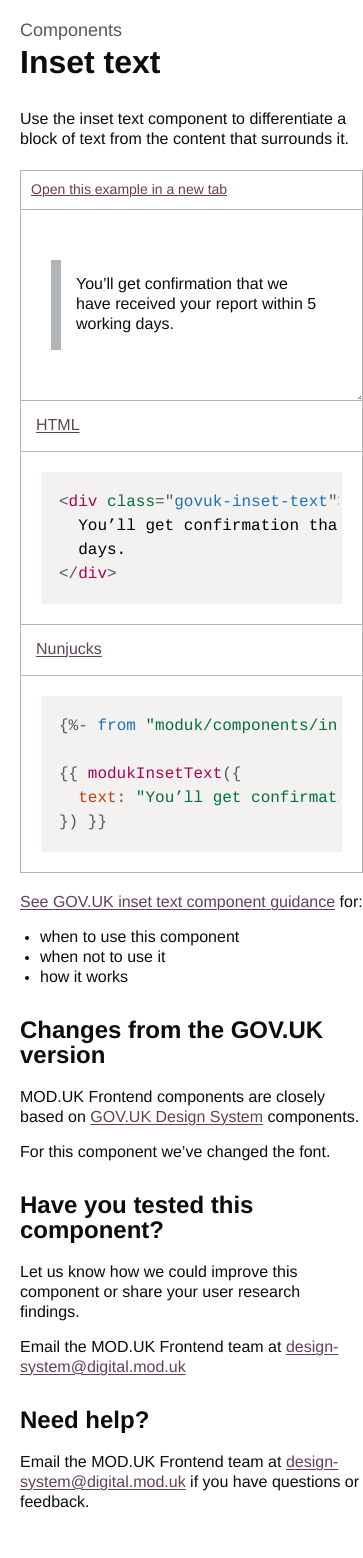 Components
Inset text
Use the inset text component to differentiate a
block of text from the content that surrounds it.
Open this example in a new tab
You’ll get confirmation that we
have received your report within 5
working days.
HTML
<div class="govuk-inset-text">
You’ll get confirmation tha
days.
</div>
Nunjucks
{%- from "moduk/components/in
{{ modukInsetText({
text: "You’ll get confirmat
}) }}
See GOV.UK inset text component guidance for:
• when to use this component
• when not to use it
• how it works
Changes from the GOV.UK
version
MOD.UK Frontend components are closely
based on GOV.UK Design System components.
For this component we’ve changed the font.
Have you tested this
component?
Let us know how we could improve this
component or share your user research
findings.
Email the MOD.UK Frontend team at design-
system@digital.mod.uk
Need help?
Email the MOD.UK Frontend team at design-
system@digital.mod.uk if you have questions or
feedback.